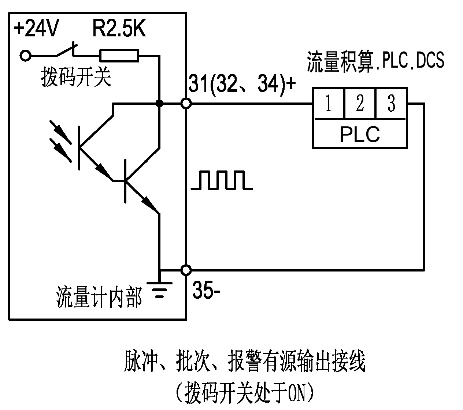 +24V R2.5K
拨码开关
31(32、34)+
流量积算.PLC.DCS
1 2 3
PLC
流量计内部
35-
脉冲、批次、报警有源输出接线
(拨码开关处于ON)